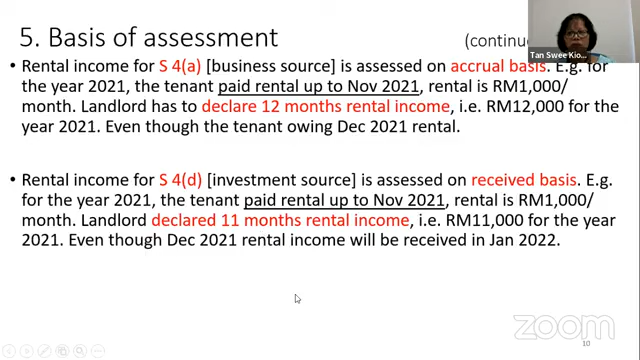 5. Basis of assessment
(continue
Tan Swee Kio...
• Rental income for S 4(a) [business source] is assessed on accrual basis. E.g. for
the year 2021, the tenant paid rental up to Nov 2021, rental is RM1,000/
month. Landlord has to declare 12 months rental income, i.e. RM12,000 for the
year 2021. Even though the tenant owing Dec 2021 rental.
• Rental income for S 4(d) [investment source] is assessed on received basis. E.g.
for the year 2021, the tenant paid rental up to Nov 2021, rental is RM1,000/
month. Landlord declared 11 months rental income, i.e. RM11,000 for the year
2021. Even though Dec 2021 rental income will be received in Jan 2022.
zoom
10